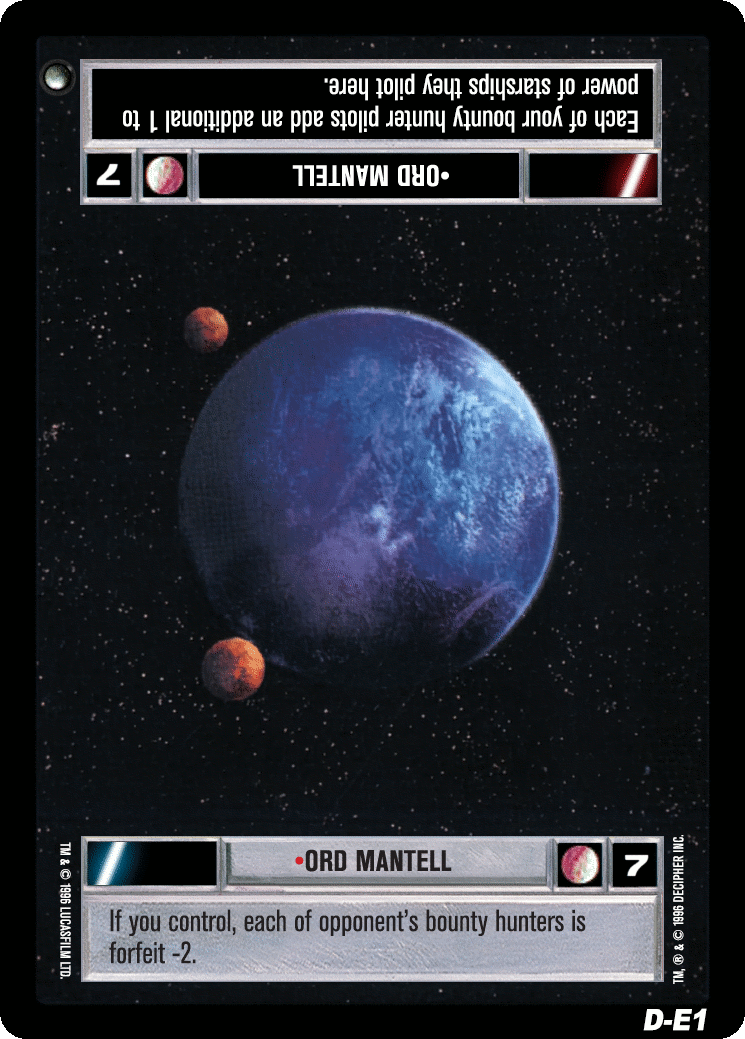 Each of your bounty hunter pilots add an additional 1 to
power of starships they pilot here.
7
•ORD MANTELL
•ORD MANTELL
7
If you control, each of opponent's bounty hunters is
forfeit -2.
TM & © 1996 LUCASFILM LTD.
TM, ® & © 1996 DECIPHER INC.
D-E1